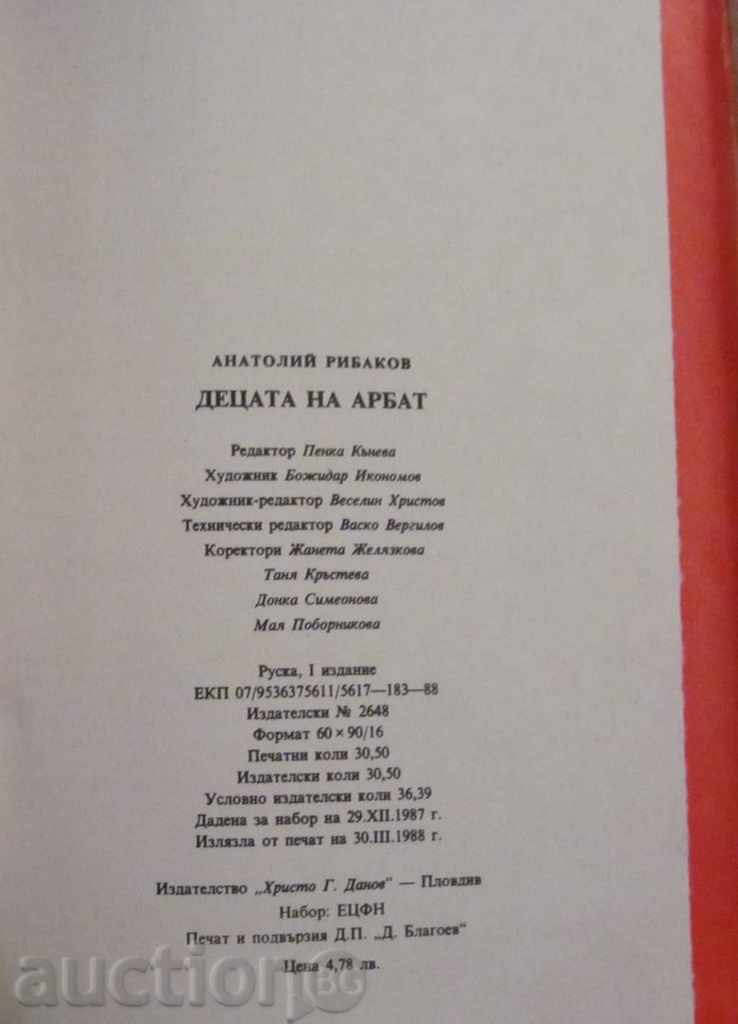 АНАТОЛИЙ РИБАКОВ
ДЕЦАТА НА АРБАТ
Редактор Пенка Кънева
Художник Божидар Икономов
Художник-редактор Веселин Христов
Технически редактор Васко Вергилов
Коректори Жанета Желязкова
Таня Кръстева
Донка Симеонова
Мая Поборникова
Руска, I издание
ЕКП 07/9536375611/5617—183—88
Издателски № 2648
Формат 60 × 90/16
Печатни коли 30,50
Издателски коли 30,50
Условно издателски коли 36,39
Дадена за набор на 29.XII.1987 г.
Излязла от печат на 30.III.1988 г.
Издателство „Христо Г. Данов" — Пловдив
Набор: ЕЦФН
Печат и подвързия Д.П. „Д. Благоев"
Цена 4,78 лв.
auction BG